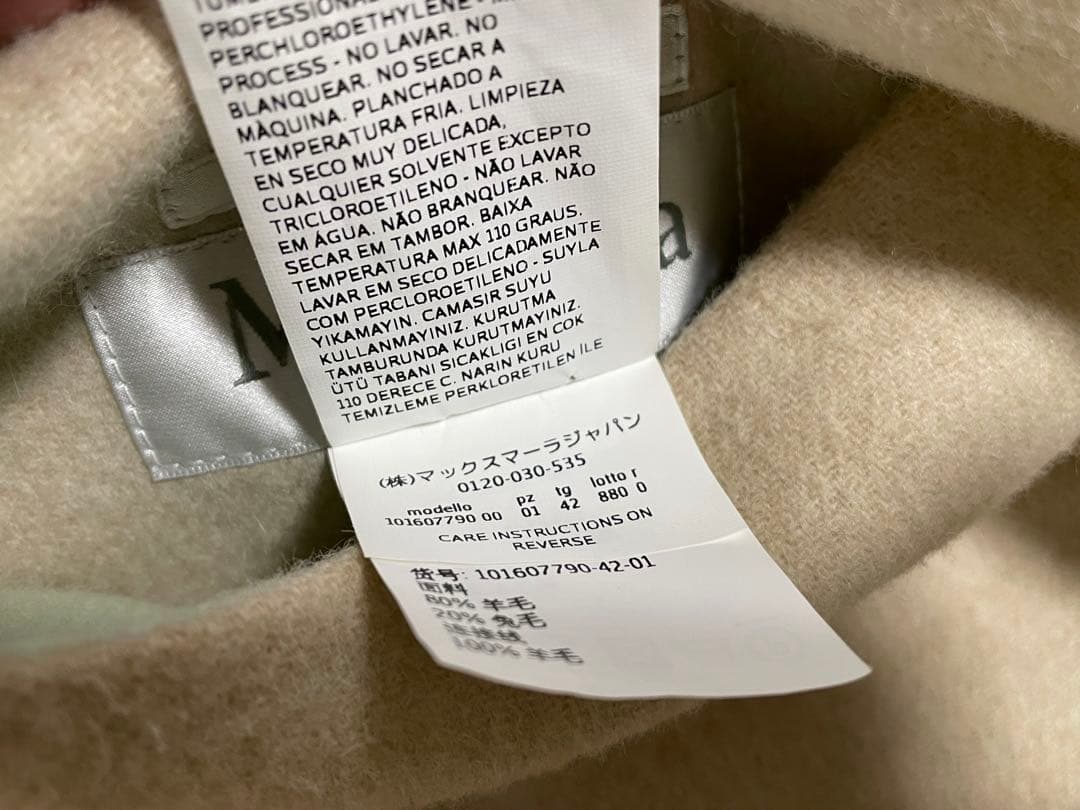 PROFESSIONAL
PERCHLOROETHYLENE -
PROCESS - NO LAVAR. NO
BLANQUEAR. NO SECAR A
MÀQUINA. PLANCHADO A
TEMPERATURA FRIA. LIMPIEZA
EN SECO MUY DELICADA,
CUALQUIER SOLVENTE EXCEPTO
TRICLOROETILENO - NÃO LAVAR
EM ÁGUA. NÃO BRANQUEAR. NÃO
SECAR EM TAMBOR. BAIXA
TEMPERATURA MAX 110 GRAUS.
LAVAR EM SECO DELICADAMENTE
COM PERCLOROETILENO - SUYLA
YIKAMAYIN. CAMASIR SUYU
KULLANMAYINIZ. KURUTMA
TAMBURUNDA KURUTMAYINIZ.
ÜTÜ TABANI SICAKLIGI EN COK
110 DERECE C. NARIN KURU
TEMIZLEME PERKLORETILEN ILE
M a
(株)マックスマーラジャパン
0120-030-535
modello pz tg lotto r
101607790 00 01 42 880 0
CARE INSTRUCTIONS ON
REVERSE
货号: 101607790-42-01
面料
80% 羊毛
20% 兔毛
连接线
100% 羊毛